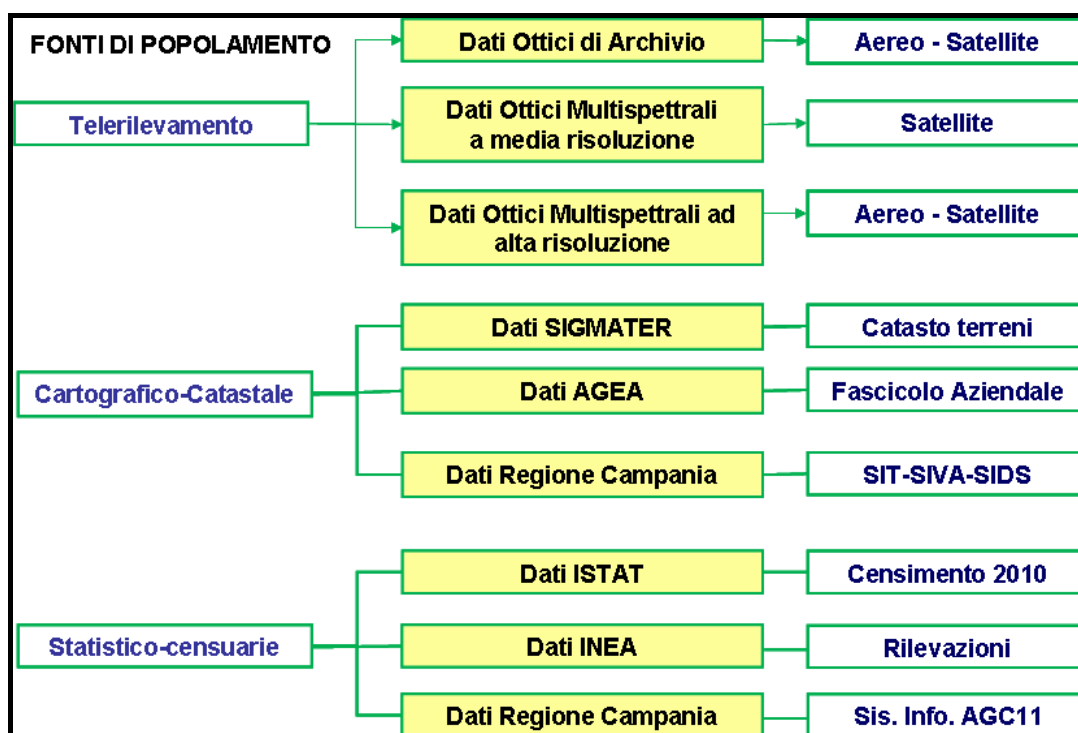 FONTI DI POPOLAMENTO
Dati Ottici di Archivio
Aereo - Satellite
Telerilevamento
Dati Ottici Multispettrali
a media risoluzione
Satellite
Dati Ottici Multispettrali ad
alta risoluzione
Aereo - Satellite
Dati SIGMATER
Catasto terreni
Cartografico-Catastale
Dati AGEA
Fascicolo Aziendale
Dati Regione Campania
SIT-SIVA-SIDS
Dati ISTAT
Censimento 2010
Statistico-censuarie
Dati INEA
Rilevazioni
Dati Regione Campania
Sis. Info. AGC11